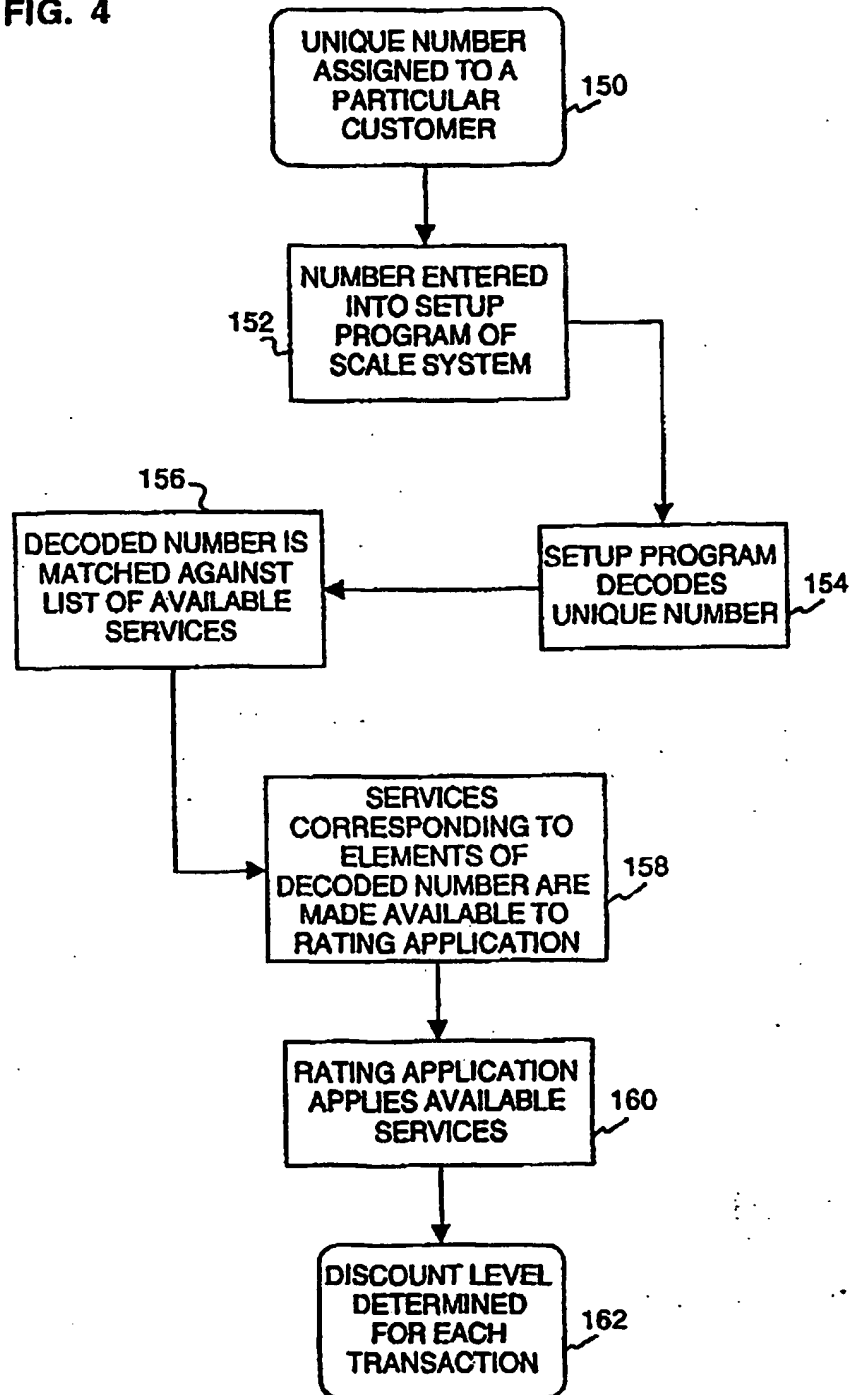 FIG. 4
UNIQUE NUMBER
ASSIGNED TO A
PARTICULAR
CUSTOMER
150
NUMBER ENTERED
INTO SETUP
PROGRAM OF
SCALE SYSTEM
152
SETUP PROGRAM
DECODES
UNIQUE NUMBER
154
156
DECODED NUMBER IS
MATCHED AGAINST
LIST OF AVAILABLE
SERVICES
SERVICES
CORRESPONDING TO
ELEMENTS OF
DECODED NUMBER ARE
MADE AVAILABLE TO
RATING APPLICATION
158
RATING APPLICATION
APPLIES AVAILABLE
SERVICES
160
DISCOUNT LEVEL
DETERMINED
FOR EACH
TRANSACTION
162